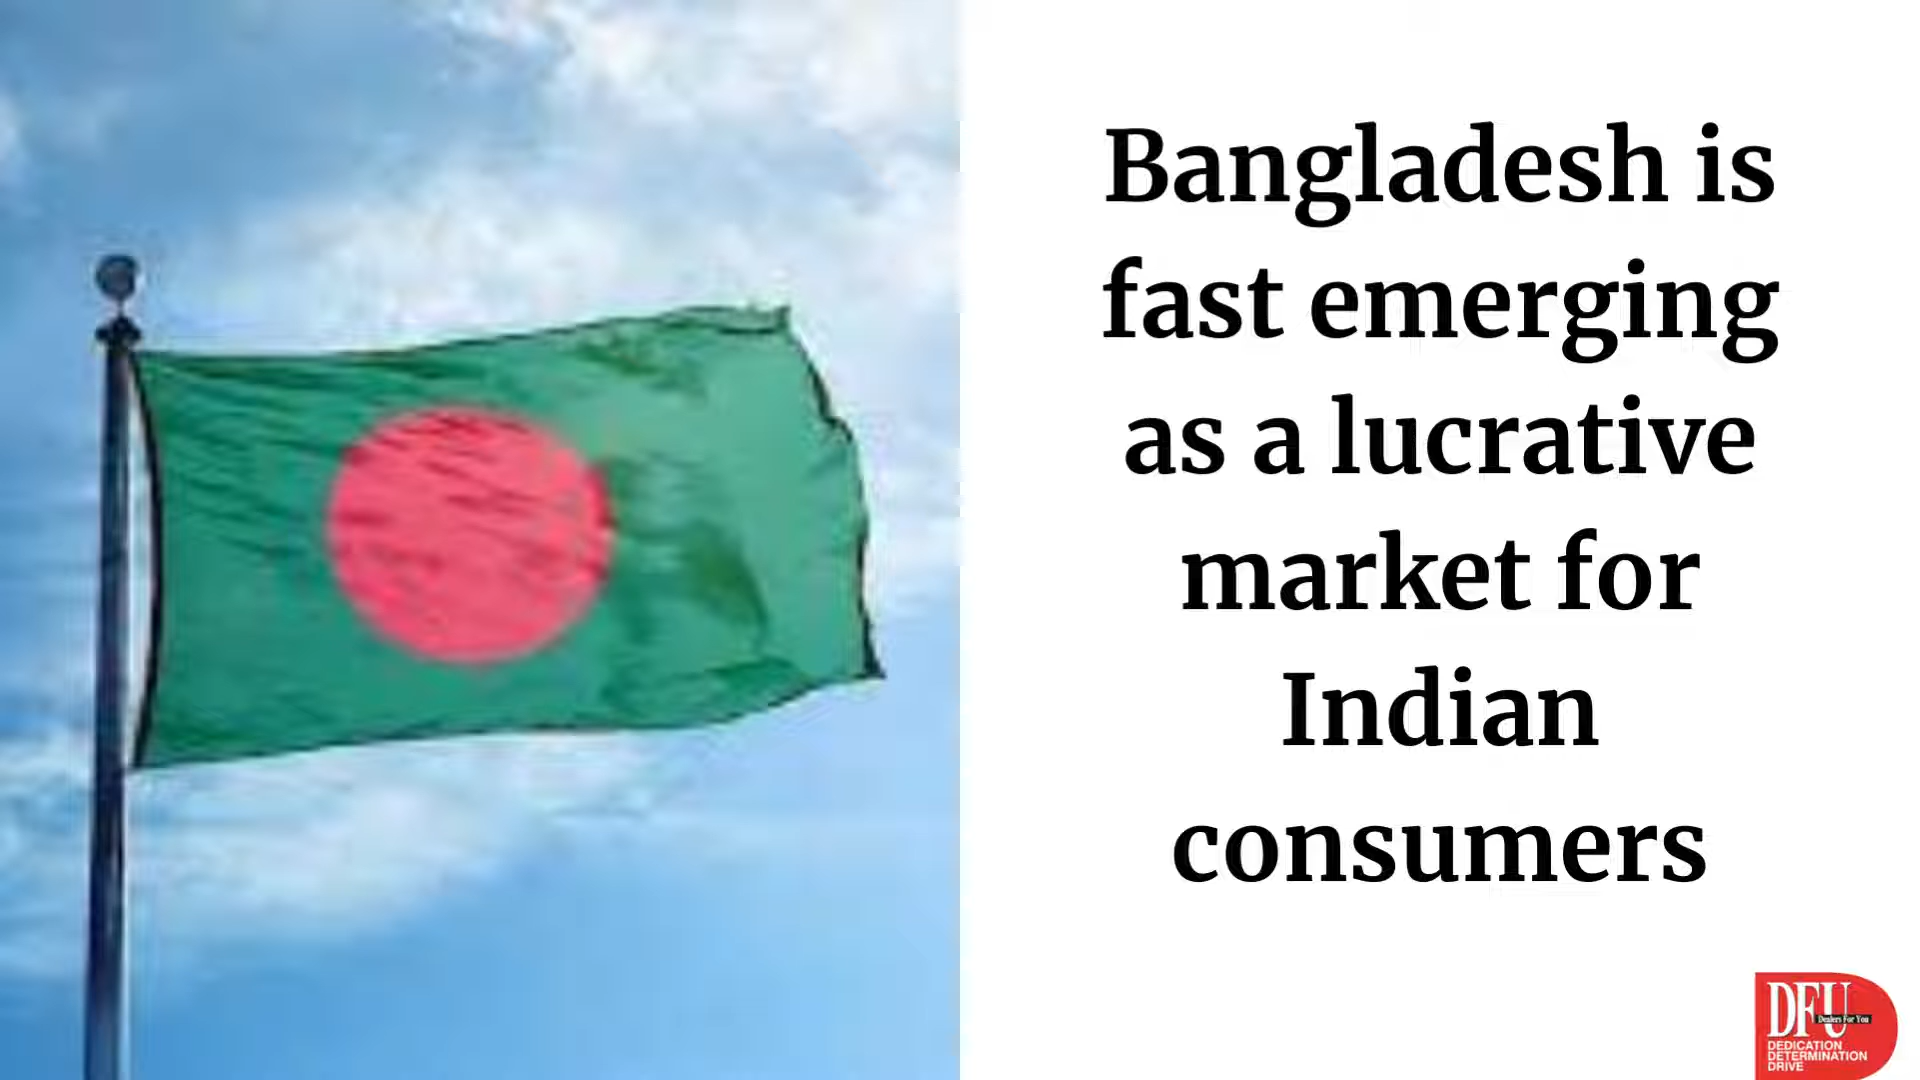 Bangladesh is
fast emerging
as a lucrative
market for
Indian
consumers
DFU
Dealers For You
DEDICATION
DETERMINATION
DRIVE